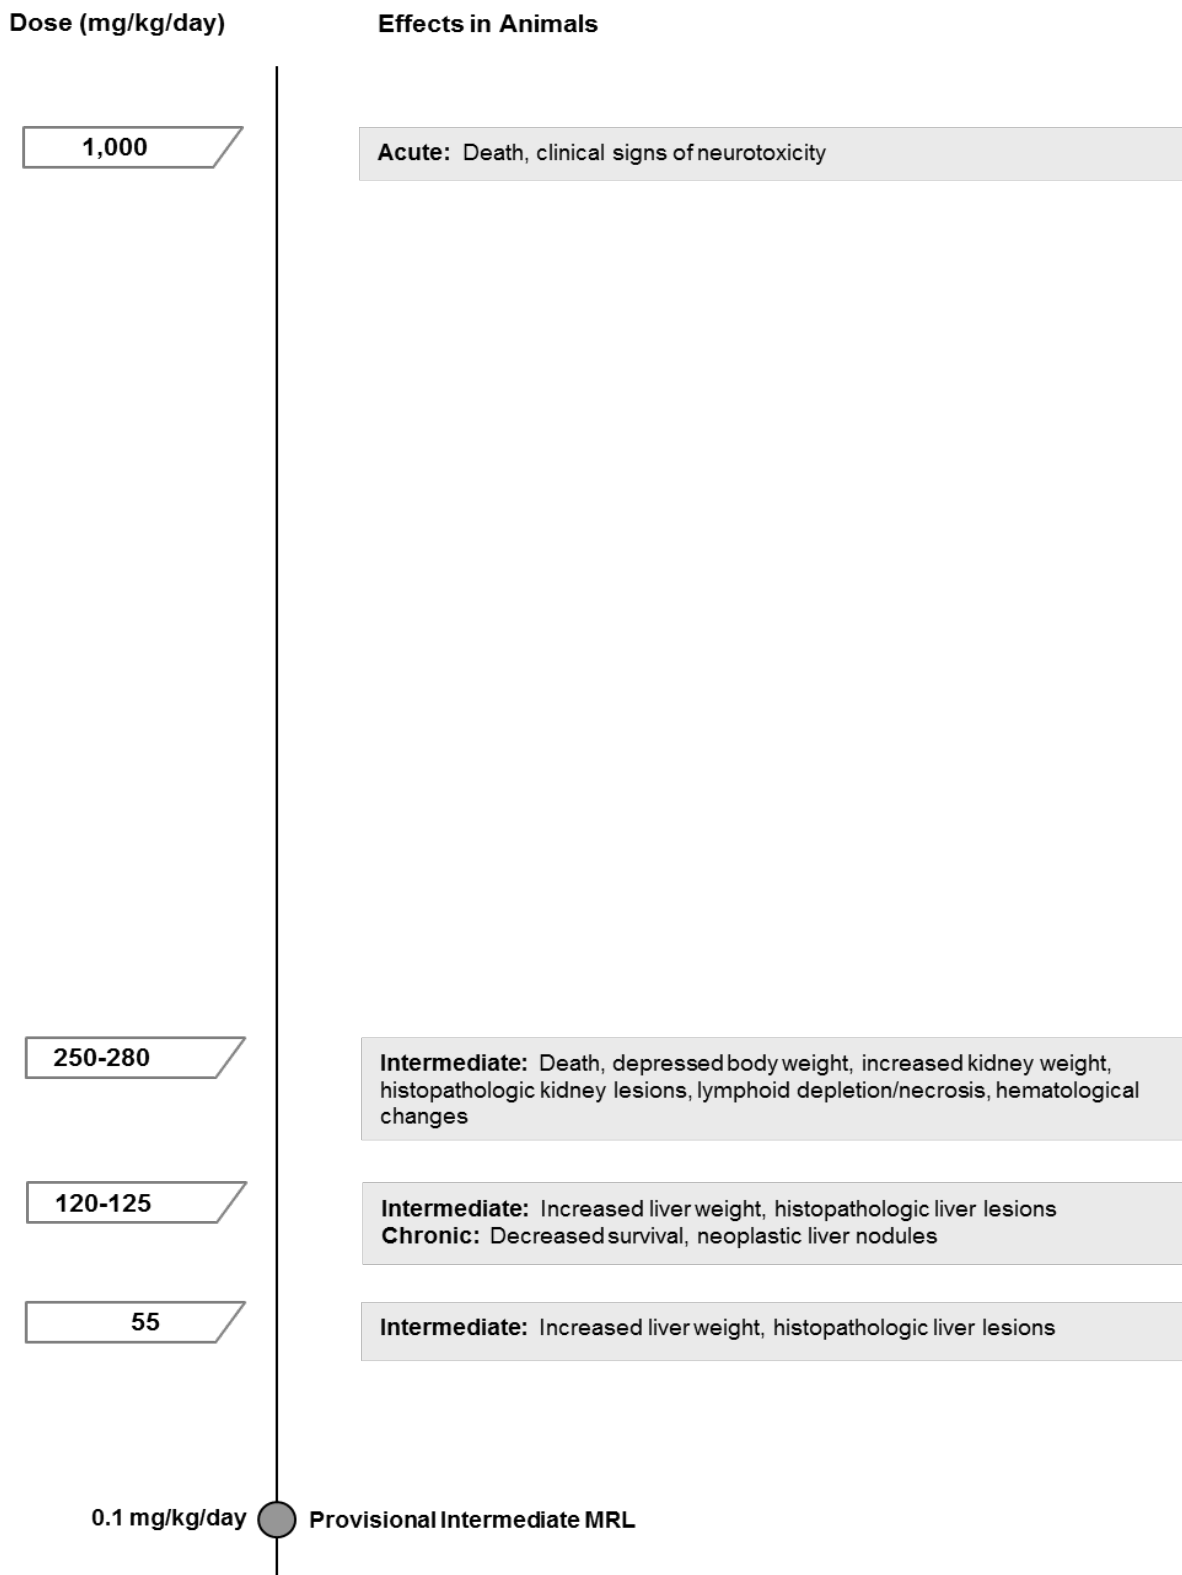 Dose (mg/kg/day) Effects in Animals
1,000 Acute: Death, clinical signs of neurotoxicity
250-280 Intermediate: Death, depressed body weight, increased kidney weight,
histopathologic kidney lesions, lymphoid depletion/necrosis, hematological
changes
120-125 Intermediate: Increased liver weight, histopathologic liver lesions
Chronic: Decreased survival, neoplastic liver nodules
55 Intermediate: Increased liver weight, histopathologic liver lesions
0.1 mg/kg/day Provisional Intermediate MRL